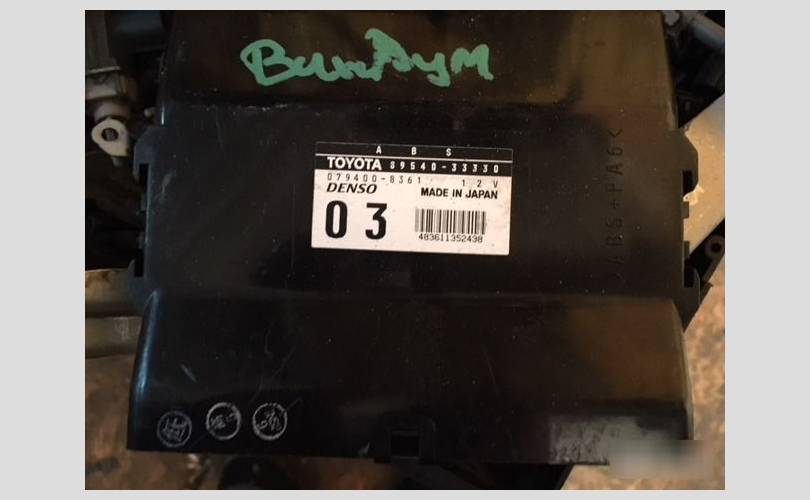 ВиндуМ
A B S
TOYOTA 89540-33330
079400-8361 12V
DENSO MADE IN JAPAN
03
483611352438
ABS+PA6<